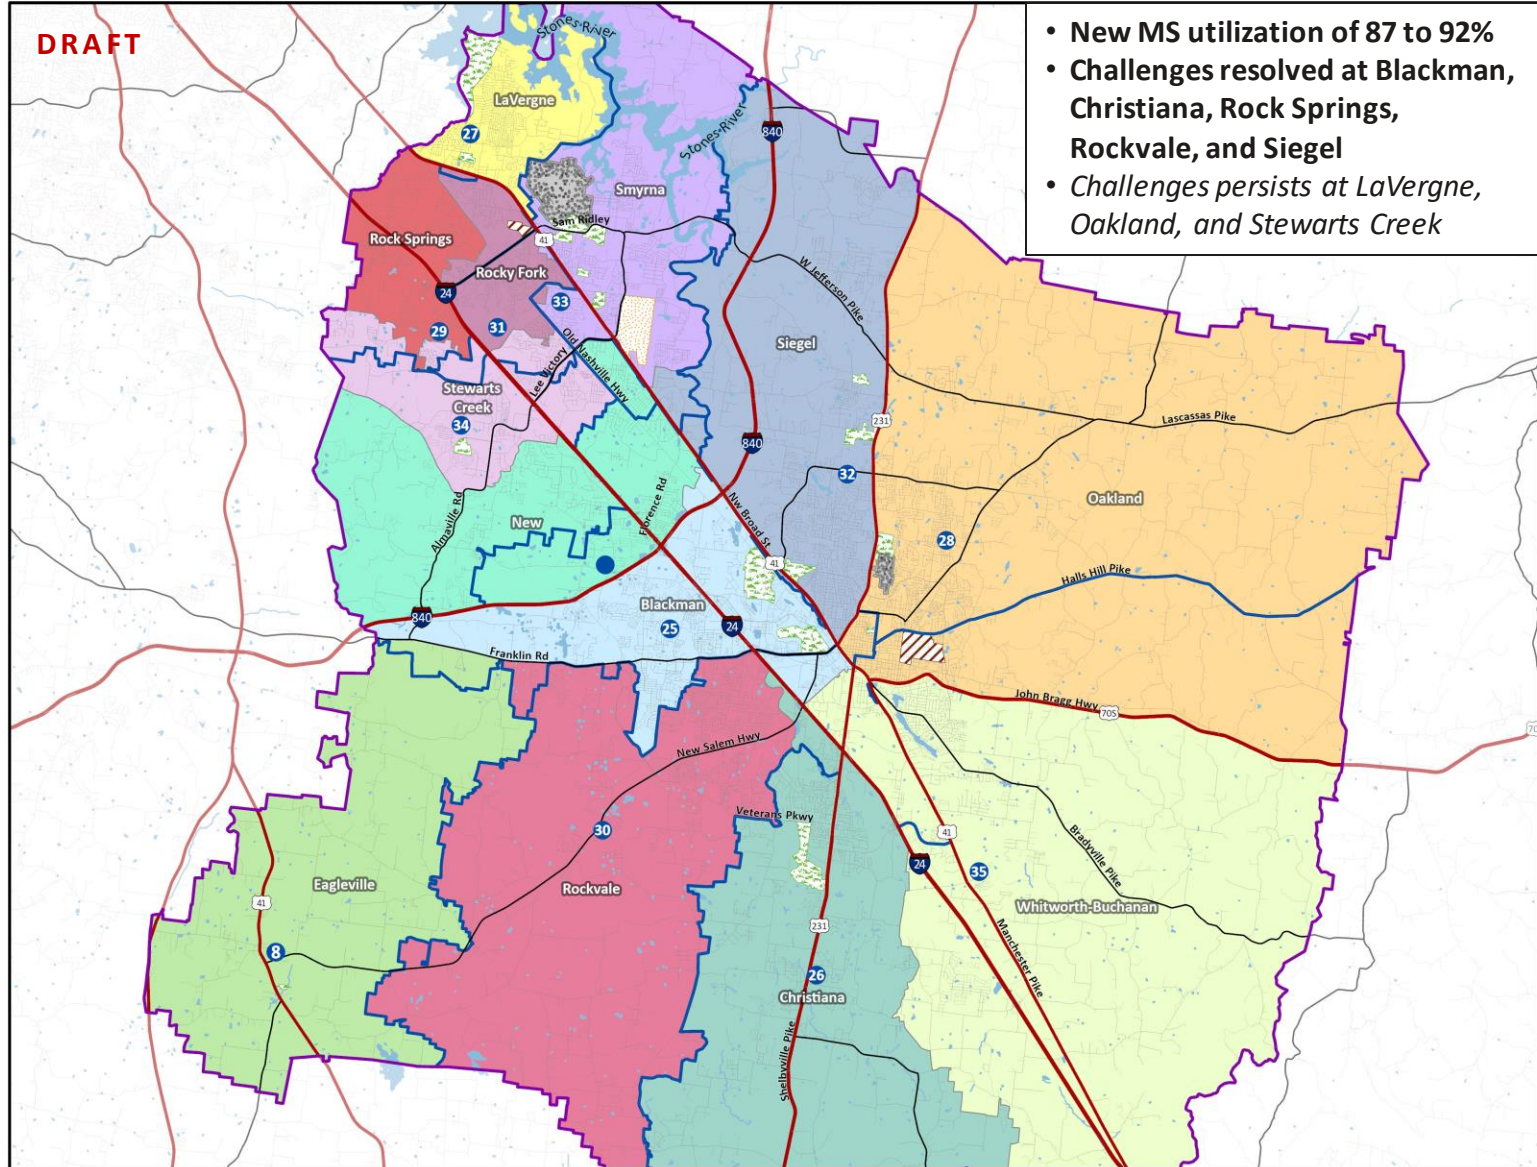 DRAFT
• New MS utilization of 87 to 92%
• Challenges resolved at Blackman,
Christiana, Rock Springs,
Rockvale, and Siegel
• Challenges persists at LaVergne,
Oakland, and Stewarts Creek
Stones River
LaVergne
27
840
Stones River
Smyrna
Sam Ridley
41
Rock Springs
Rocky Fork
W Jefferson Pike
24
33
29
31
Siegel
Old Nashville Hwy
Lee Victory
Stewarts
Creek
34
Lascassas Pike
231
840
32
Oakland
Almaville Rd
Florence Rd
Nw Broad St
New
28
41
Halls Hill Pike
Blackman
840
25
24
Franklin Rd
John Bragg Hwy
70S
70
New Salem Hwy
Veterans Pkwy
30
41
Bradyville Pike
24
35
Eagleville
Rockvale
41
Whitworth-Buchanan
231
Manchester Pike
8
26
Christiana
Shelbyville Pike